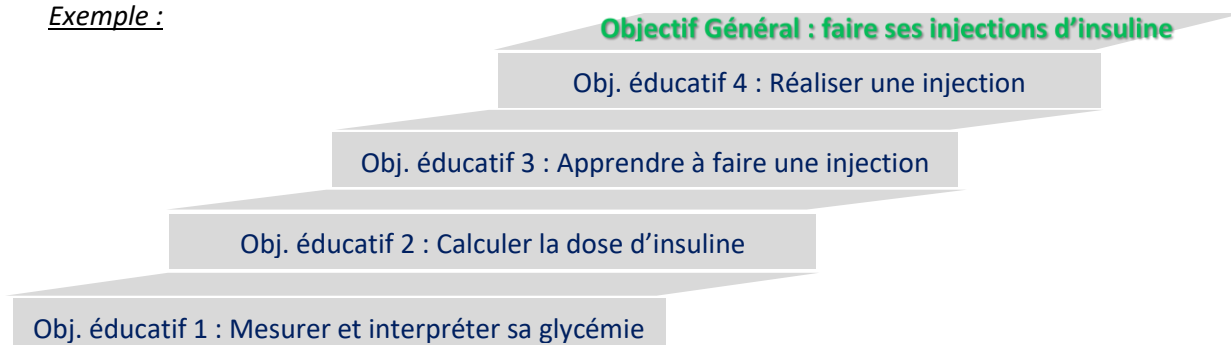 Exemple :
Objectif Général : faire ses injections d’insuline
Obj. éducatif 4 : Réaliser une injection
Obj. éducatif 3 : Apprendre à faire une injection
Obj. éducatif 2 : Calculer la dose d’insuline
Obj. éducatif 1 : Mesurer et interpréter sa glycémie